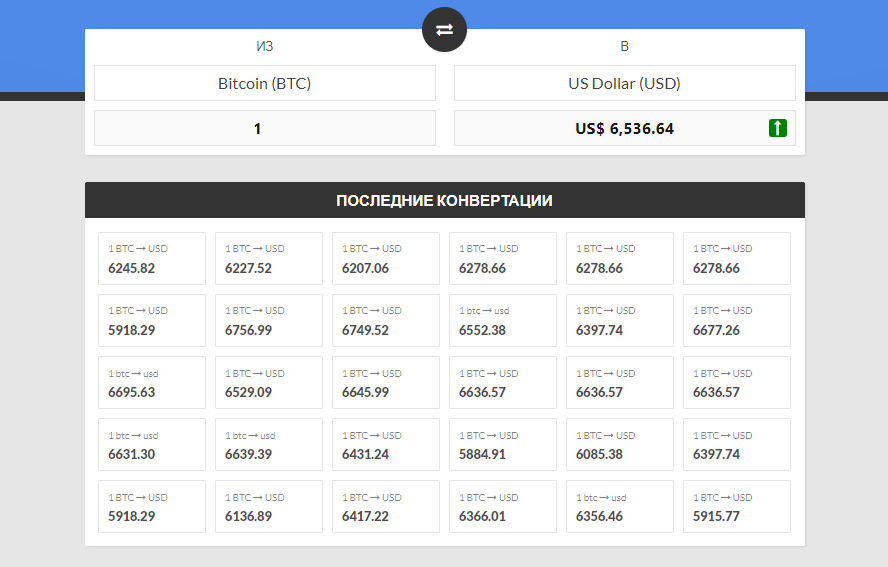 ИЗ В
Bitcoin (BTC) US Dollar (USD)
1 US$ 6,536.64
ПОСЛЕДНИЕ КОНВЕРТАЦИИ
1 BTC → USD 1 BTC → USD 1 BTC → USD 1 BTC → USD 1 BTC → USD 1 BTC → USD
6245.82 6227.52 6207.06 6278.66 6278.66 6278.66
1 BTC → USD 1 BTC → USD 1 BTC → USD 1 btc → usd 1 BTC → USD 1 BTC → USD
5918.29 6756.99 6749.52 6552.38 6397.74 6677.26
1 btc → usd 1 BTC → USD 1 BTC → USD 1 BTC → USD 1 BTC → USD 1 BTC → USD
6695.63 6529.09 6645.99 6636.57 6636.57 6636.57
1 btc → usd 1 btc → usd 1 BTC → USD 1 BTC → USD 1 BTC → USD 1 BTC → USD
6631.30 6639.39 6431.24 5884.91 6085.38 6397.74
1 BTC → USD 1 BTC → USD 1 BTC → USD 1 BTC → USD 1 btc → usd 1 BTC → USD
5918.29 6136.89 6417.22 6366.01 6356.46 5915.77